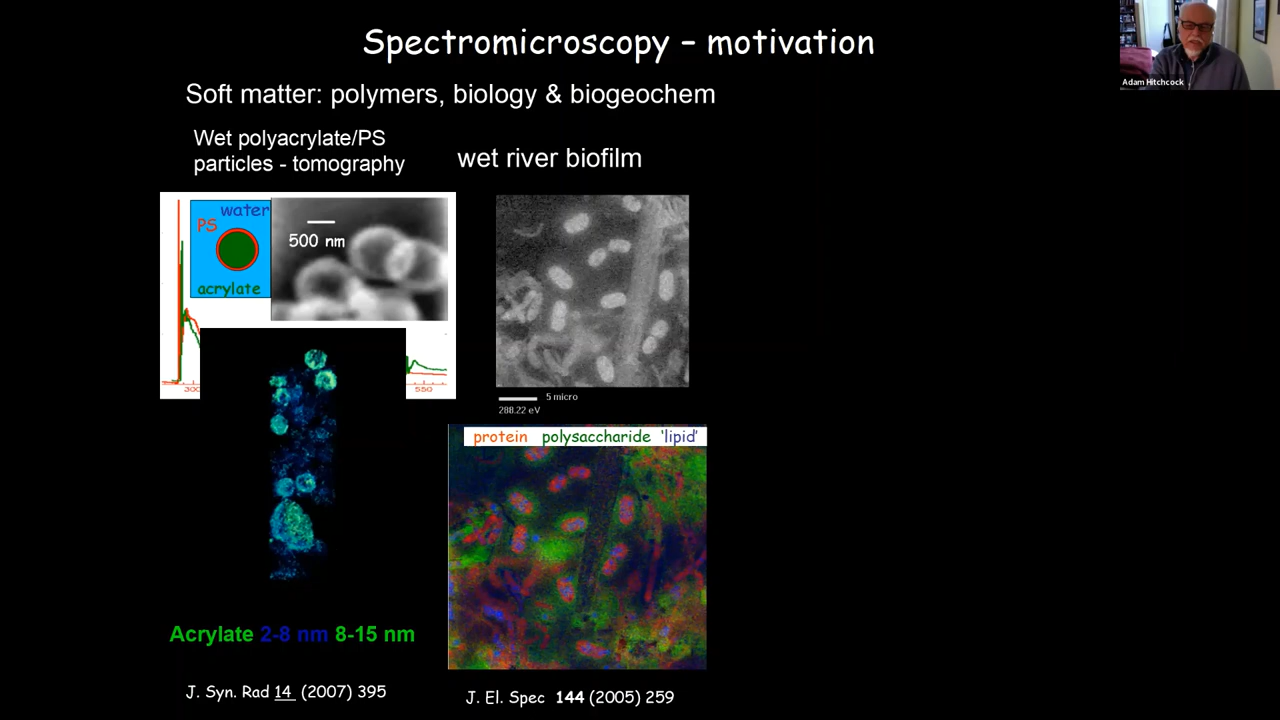 Spectromicroscopy – motivation
Adam Hitchcock
Soft matter: polymers, biology & biogeochem
Wet polyacrylate/PS
particles - tomography
wet river biofilm
water
PS
500 nm
acrylate
300
550
5 micro
288.22 eV
protein polysaccharide 'lipid'
Acrylate 2-8 nm 8-15 nm
J. Syn. Rad 14 (2007) 395
J. El. Spec 144 (2005) 259